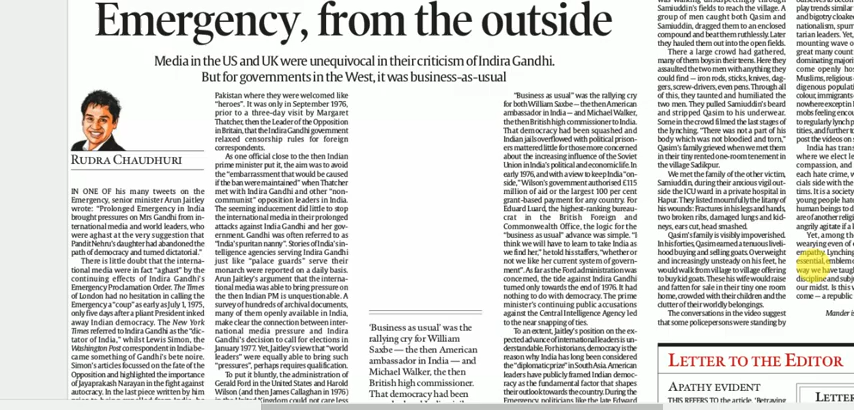 Emergency, from the outside
Media in the US and UK were unequivocal in their criticism of Indira Gandhi.
But for governments in the West, it was business-as-usual
RUDRA CHAUDHURI
IN ONE OF his many tweets on the
Emergency, senior minister Arun Jaitley
wrote: "Prolonged Emergency in India
brought pressures on Mrs Gandhi from in-
ternational media and world leaders, who
were aghast at the very suggestion that
Pandit Nehru's daughter had abandoned the
path of democracy and turned dictatorial."
There is little doubt that the interna-
tional media were in fact "aghast" by the
continuing effects of Indira Gandhi's
Emergency Proclamation Order. The Times
of London had no hesitation in calling the
Emergency a "coup" as early as July 1, 1975,
only five days after a pliant President inked
away Indian democracy. The New York
Times referred to Indira Gandhi as the "dic-
tator of India," whilst Lewis Simon, the
Washington Post correspondent in India be-
came something of Gandhi's bete noire.
Simon's articles focussed on the fate of the
Opposition and highlighted the importance
of Jayaprakash Narayan in the fight against
autocracy. In the last piece written by him
Pakistan where they were welcomed like
"heroes". It was only in September 1976,
prior to a three-day visit by Margaret
Thatcher, then the Leader of the Opposition
in Britain, that the Indira Gandhi government
relaxed censorship rules for foreign
correspondents.
As one official close to the then Indian
prime minister put it, the aim was to avoid
the "embarrassment that would be caused
if the ban were maintained" when Thatcher
met with Indira Gandhi and other "non-
communist" opposition leaders in India.
The seeming inducement did little to stop
the international media in their prolonged
attacks against Indira Gandhi and her gov-
ernment. Gandhi was often referred to as
"India's puritan nanny". Stories of India's in-
telligence agencies serving Indira Gandhi
just like "palace guards" serve their
monarch were reported on a daily basis.
Arun Jaitley's argument that the interna-
tional media was able to bring pressure on
the then Indian PM is unquestionable. A
survey of hundreds of archival documents,
many of them openly available in India,
make clear the connection between inter-
national media pressure and Indira
Gandhi's decision to call for elections in
January 1977. Yet, Jaitley's view that "world
leaders" were equally able to bring such
"pressures", perhaps requires qualification.
To put it bluntly, the administration of
Gerald Ford in the United States and Harold
Wilson (and then James Callaghan in 1976)
in the United Kingdom could not care less
'Business as usual' was the
rallying cry for William
Saxbe — the then American
ambassador in India — and
Michael Walker, the then
British high commissioner.
That democracy had been
"Business as usual" was the rallying cry
for both William Saxbe — the then American
ambassador in India — and Michael Walker,
the then British high commissioner to India.
That democracy had been squashed and
Indian jails overflowed with political prison-
ers mattered little for those more concerned
about the increasing influence of the Soviet
Union in India's political and economic life. In
early 1976, and with a view to keep India "on-
side," Wilson's government authorised £115
million of aid or the largest 100 per cent
grant-based payment for any country. For
Eduard Luard, the highest-ranking bureau-
crat in the British Foreign and
Commonwealth Office, the logic for the
"business as usual" advance was simple. "I
think we will have to learn to take India as
we find her," he told his staffers, "whether or
not we like her current system of govern-
ment". As far as the Ford administration was
concerned, the tide against Indira Gandhi
turned only towards the end of 1976. It had
nothing to do with democracy. The prime
minister's continuing public accusations
against the Central Intelligence Agency led
to the near snapping of ties.
To an extent, Jaitley's position on the ex-
pected advance of international leaders is un-
derstandable. For historians, democracy is the
reason why India has long been considered
the "diplomatic prize" in South Asia. American
leaders have publicly framed Indian democ-
racy as the fundamental factor that shapes
their outlook towards the country. During the
Emergency, politicians like the late Edward
Samiuddin's fields to reach the village. A
group of men caught both Qasim and
Samiuddin, dragged them to an enclosed
compound and beat them ruthlessly. Later
they hauled them out into the open fields.
There a large crowd had gathered,
many of them boys in their teens. Here they
assaulted the two men with anything they
could find — iron rods, sticks, knives, dag-
gers, screw-drivers, even pens. Through all
of this, they taunted and humiliated the
two men. They pulled Samiuddin's beard
and stripped Qasim to his underwear.
Some in the crowd filmed the last stages of
the lynching. "There was not a part of his
body which was not bloodied and torn,"
Qasim's family grieved when we met them
in their tiny rented one-room tenement in
the village Sadikpur.
We met the family of the other victim,
Samiuddin, during their anxious vigil out-
side the ICU ward in a private hospital in
Hapur. They listed mournfully the litany of
his wounds: Fractures in his legs and hands,
two broken ribs, damaged lungs and kid-
neys, ears cut, head smashed.
Qasim's family is visibly impoverished.
In his forties, Qasim earned a tenuous liveli-
hood buying and selling goats. Overweight
and increasingly unsteady on his feet, he
would walk from village to village offering
to buy kid goats. These his wife would raise
and fatten for sale in their tiny one room
home, crowded with their children and the
clutter of their worldly belongings.
The conversations in the video suggest
that some policepersons were standing by
LETTER TO THE EDITOR
APATHY EVIDENT
THIS REFERS TO the article, 'Betraying
Mander i
LETTE